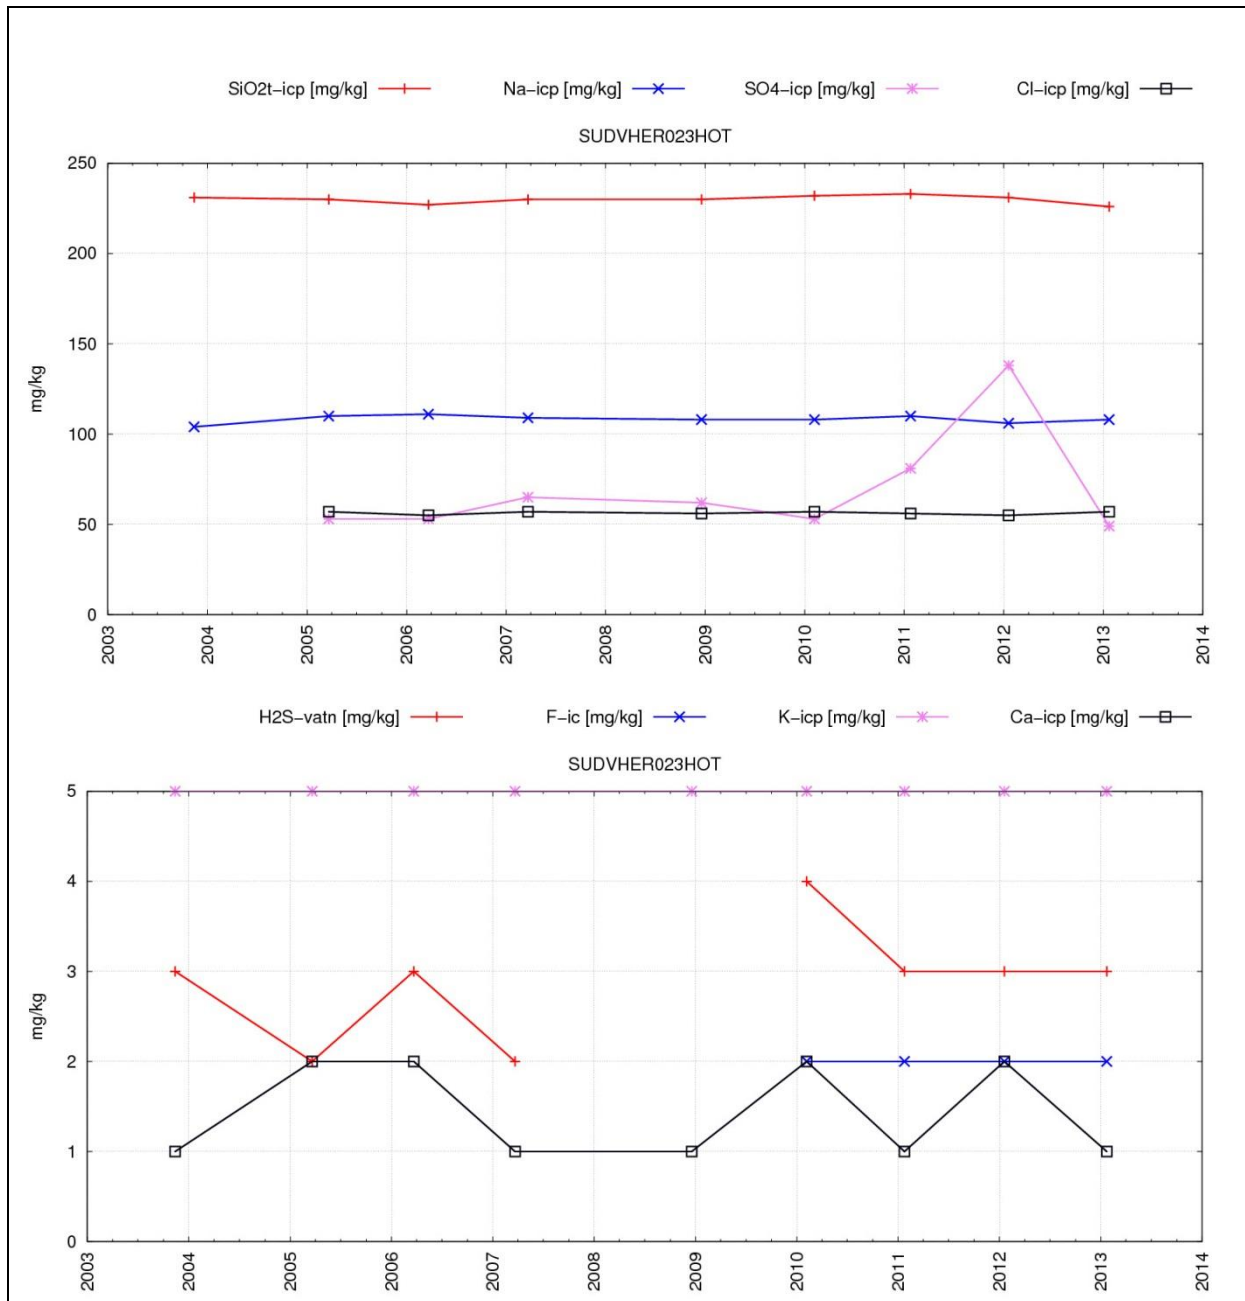 SiO2t-icp [mg/kg] Na-icp [mg/kg] SO4-icp [mg/kg] Cl-icp [mg/kg]
SUDVHER023HOT
250
200
150
100
50
0
mg/kg
2003 2004 2005 2006 2007 2008 2009 2010 2011 2012 2013 2014
H2S-vatn [mg/kg] F-ic [mg/kg] K-icp [mg/kg] Ca-icp [mg/kg]
SUDVHER023HOT
5
4
3
2
1
0
mg/kg
2003 2004 2005 2006 2007 2008 2009 2010 2011 2012 2013 2014